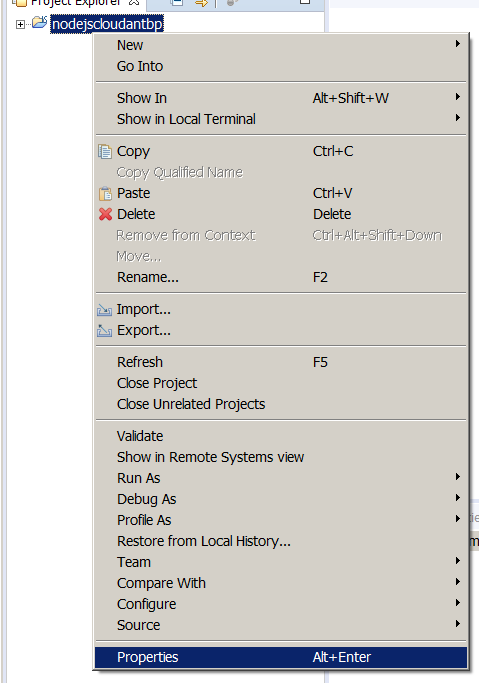 Project Explorer
nodejscloudantbp
New
Go Into
Show In Alt+Shift+W
Show in Local Terminal
Copy Ctrl+C
Copy Qualified Name
Paste Ctrl+V
Delete Delete
Remove from Context Ctrl+Alt+Shift+Down
Move...
Rename... F2
Import...
Export...
Refresh F5
Close Project
Close Unrelated Projects
Validate
Show in Remote Systems view
Run As
Debug As
Profile As
Restore from Local History...
Team
Compare With
Configure
Source
Properties Alt+Enter